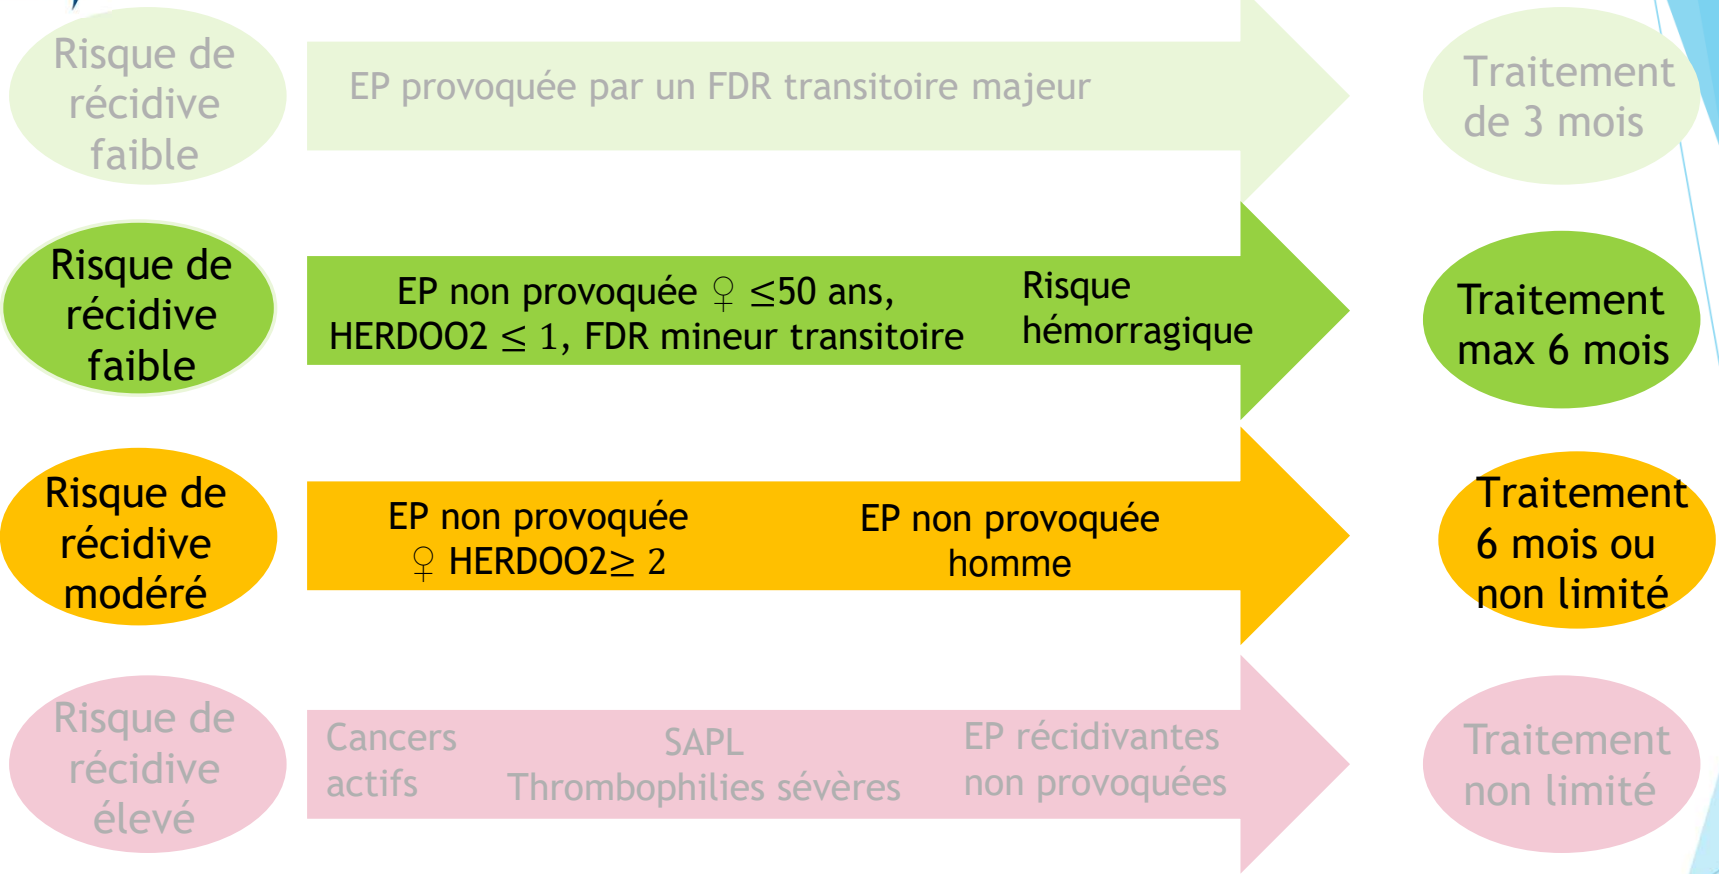 Risque de
récidive
faible
EP provoquée par un FDR transitoire majeur
Traitement
de 3 mois
Risque de
récidive
faible
EP non provoquée ♀ ≤50 ans,
HERDOO2 ≤ 1, FDR mineur transitoire
Risque
hémorragique
Traitement
max 6 mois
Risque de
récidive
modéré
EP non provoquée
♀ HERDOO2≥ 2
EP non provoquée
homme
Traitement
6 mois ou
non limité
Risque de
récidive
élevé
Cancers
actifs
SAPL
Thrombophilies sévères
EP récidivantes
non provoquées
Traitement
non limité